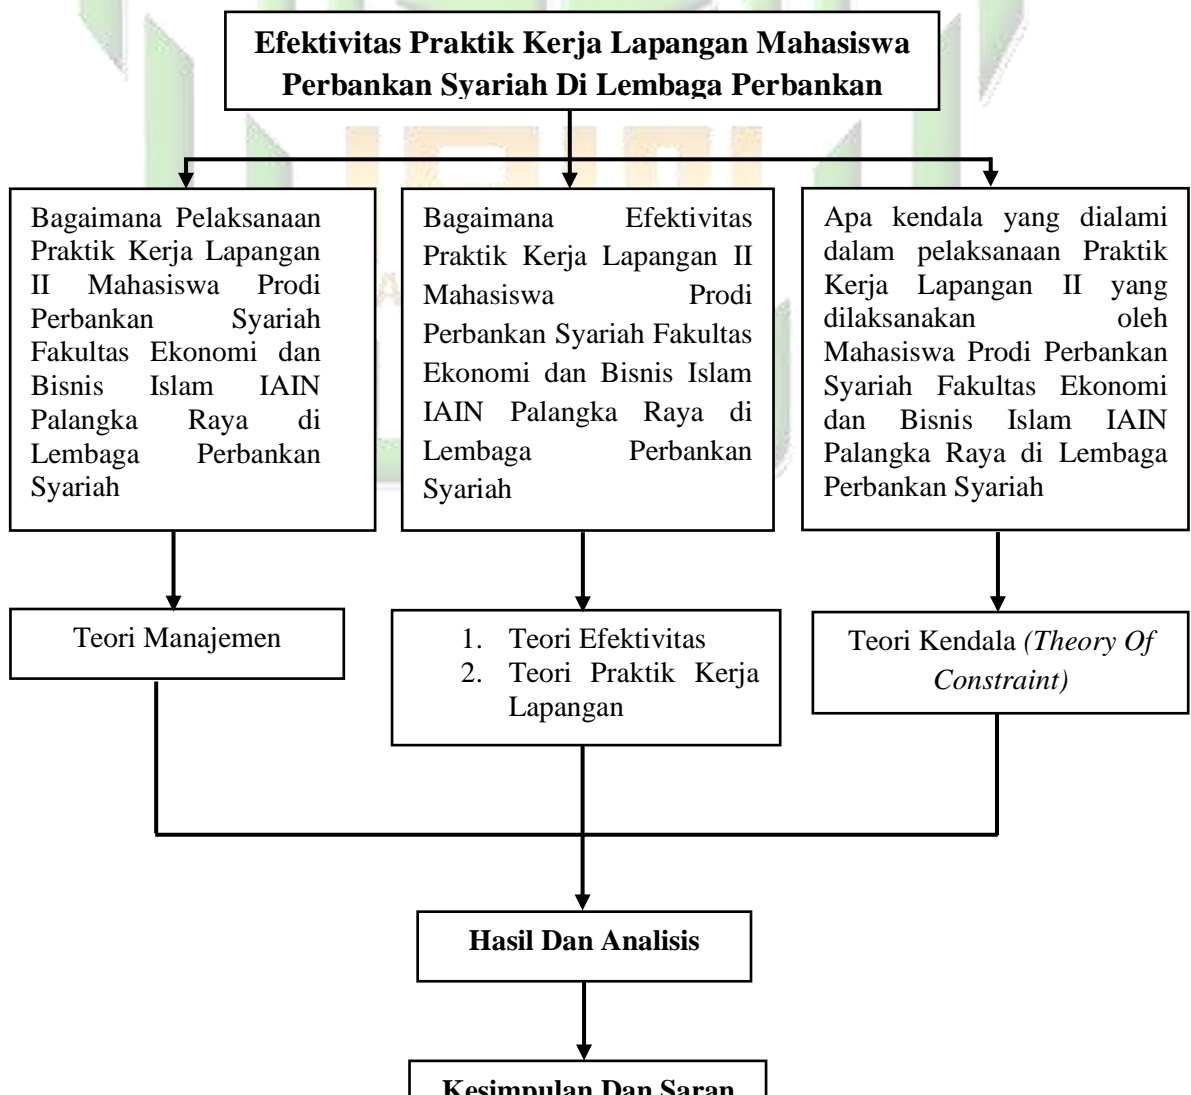 Efektivitas Praktik Kerja Lapangan Mahasiswa
Perbankan Syariah Di Lembaga Perbankan
Bagaimana Pelaksanaan
Praktik Kerja Lapangan
II Mahasiswa Prodi
Perbankan Syariah
Fakultas Ekonomi dan
Bisnis Islam IAIN
Palangka Raya di
Lembaga Perbankan
Syariah
Bagaimana Efektivitas
Praktik Kerja Lapangan II
Mahasiswa Prodi
Perbankan Syariah Fakultas
Ekonomi dan Bisnis Islam
IAIN Palangka Raya di
Lembaga Perbankan
Syariah
Apa kendala yang dialami
dalam pelaksanaan Praktik
Kerja Lapangan II yang
dilaksanakan oleh
Mahasiswa Prodi Perbankan
Syariah Fakultas Ekonomi
dan Bisnis Islam IAIN
Palangka Raya di Lembaga
Perbankan Syariah
Teori Manajemen
1. Teori Efektivitas
2. Teori Praktik Kerja
Lapangan
Teori Kendala (Theory Of
Constraint)
Hasil Dan Analisis
Kesimpulan Dan Saran